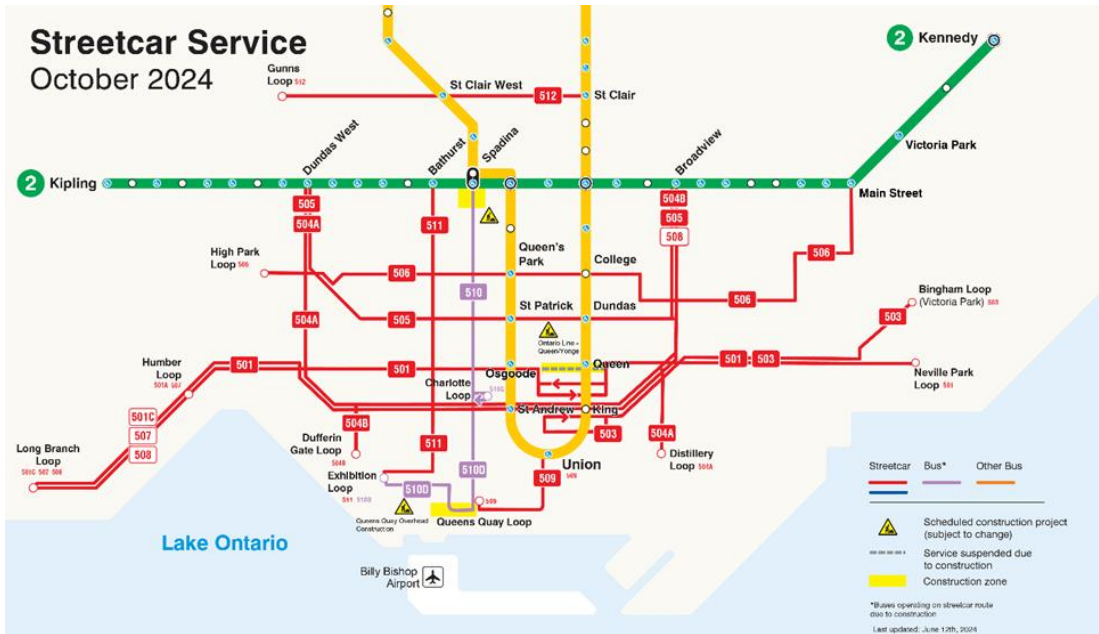 Streetcar Service
October 2024
2 Kennedy
Gunns
Loop 512
St Clair West
512
St Clair
Victoria Park
Dundas West
Bathurst
Spadina
Broadview
2 Kipling
Main Street
505
504A
511
504B
505
508
High Park
Loop 506
506
510
Queen's
Park
College
506
506
504A
505
St Patrick
Dundas
Bingham Loop
(Victoria Park) 503
503
Ontario Line -
Queen/Yonge
Humber
Loop
501A 507
501
501
Osgoode
Queen
501
503
Neville Park
Loop 501
Charlotte
Loop
510
501C
507
508
504B
St Andrew
King
503
504A
Long Branch
Loop
501C 507 508
Dufferin
Gate Loop
504B
511
510D
Union
509
Distillery
Loop 504A
Exhibition
Loop
511 510D
510D
509
509
Queens Quay Overhead
Construction
Queens Quay Loop
Lake Ontario
Billy Bishop
Airport
Streetcar
Bus*
Other Bus
Scheduled construction project
(subject to change)
Service suspended due
to construction
Construction zone
*Buses operating on streetcar route
due to construction
Last updated: June 12th, 2024